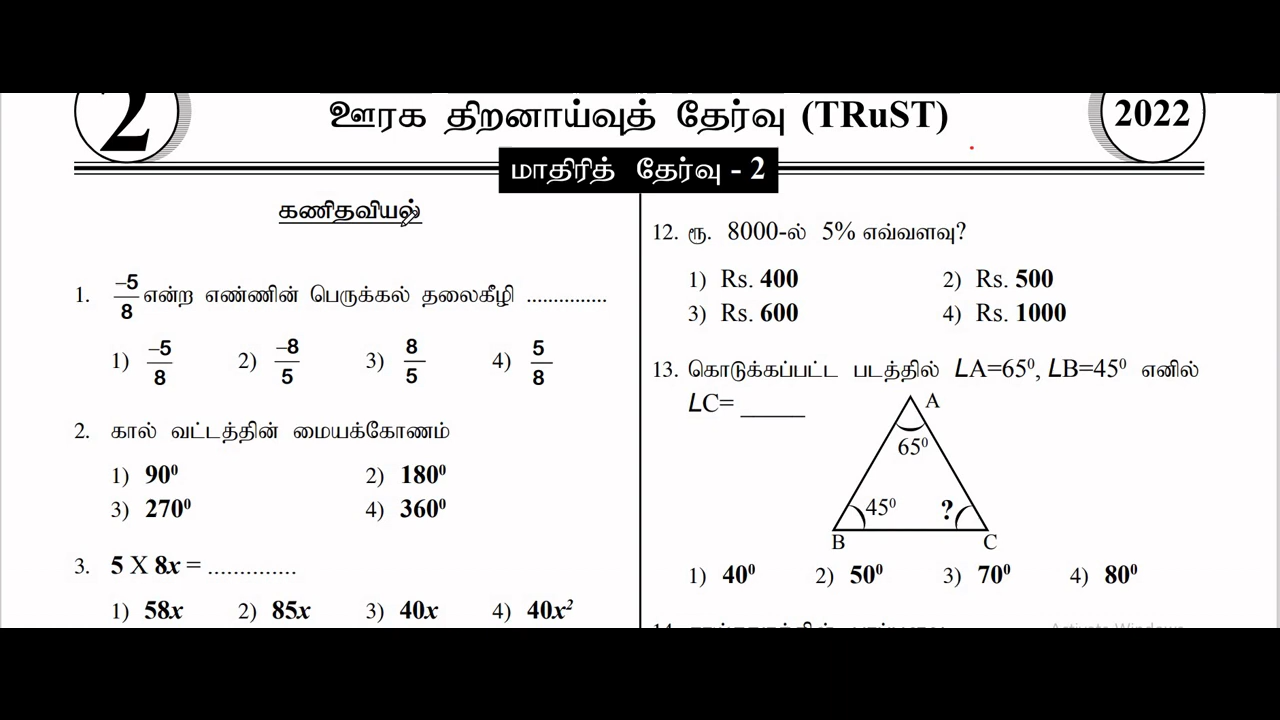 2
ஊரக திறனாய்வுத் தேர்வு (TRuST)
2022
மாதிரித் தேர்வு - 2
கணிதவியல்
1. –5/8 என்ற எண்ணின் பெருக்கல் தலைகீழி ...............
1) –5/8 2) –8/5 3) 8/5 4) 5/8
2. கால் வட்டத்தின் மையக்கோணம்
1) 90⁰ 2) 180⁰
3) 270⁰ 4) 360⁰
3. 5 X 8x = ..............
1) 58x 2) 85x 3) 40x 4) 40x²
12. ரூ. 8000-ல் 5% எவ்வளவு?
1) Rs. 400 2) Rs. 500
3) Rs. 600 4) Rs. 1000
13. கொடுக்கப்பட்ட படத்தில் ∠A=65⁰, ∠B=45⁰ எனில்
∠C= _____
A
65⁰
45⁰ ?
B C
1) 40⁰ 2) 50⁰ 3) 70⁰ 4) 80⁰